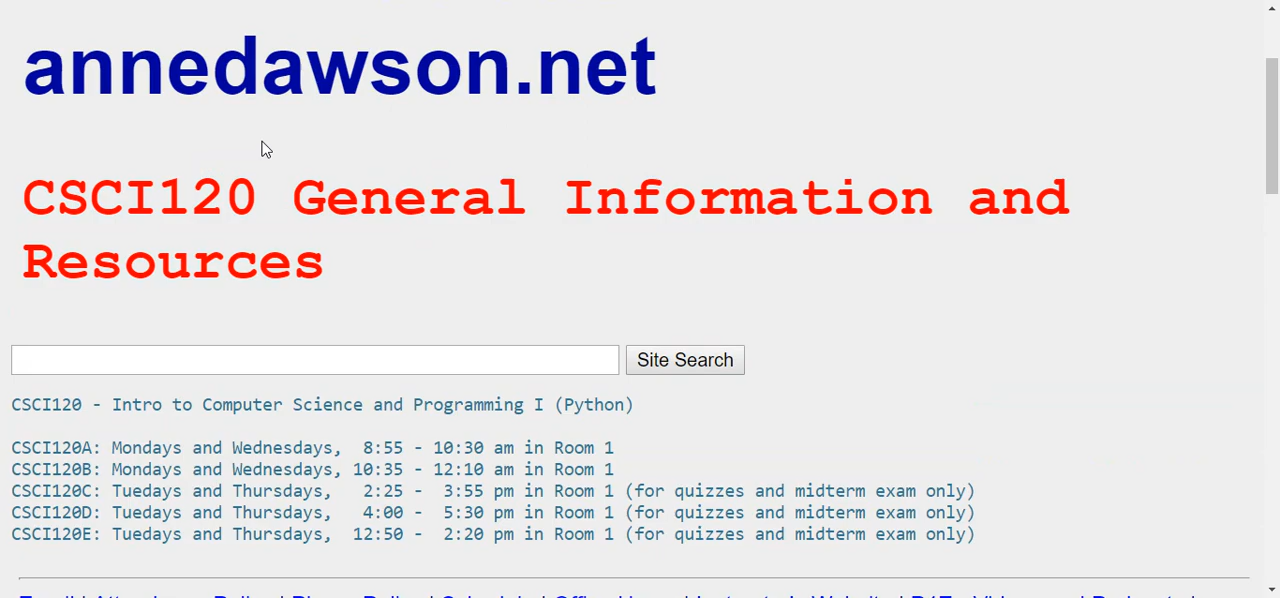 annedawson.net
CSCI120 General Information and
Resources
Site Search
CSCI120 - Intro to Computer Science and Programming I (Python)
CSCI120A: Mondays and Wednesdays, 8:55 - 10:30 am in Room 1
CSCI120B: Mondays and Wednesdays, 10:35 - 12:10 am in Room 1
CSCI120C: Tuedays and Thursdays, 2:25 - 3:55 pm in Room 1 (for quizzes and midterm exam only)
CSCI120D: Tuedays and Thursdays, 4:00 - 5:30 pm in Room 1 (for quizzes and midterm exam only)
CSCI120E: Tuedays and Thursdays, 12:50 - 2:20 pm in Room 1 (for quizzes and midterm exam only)